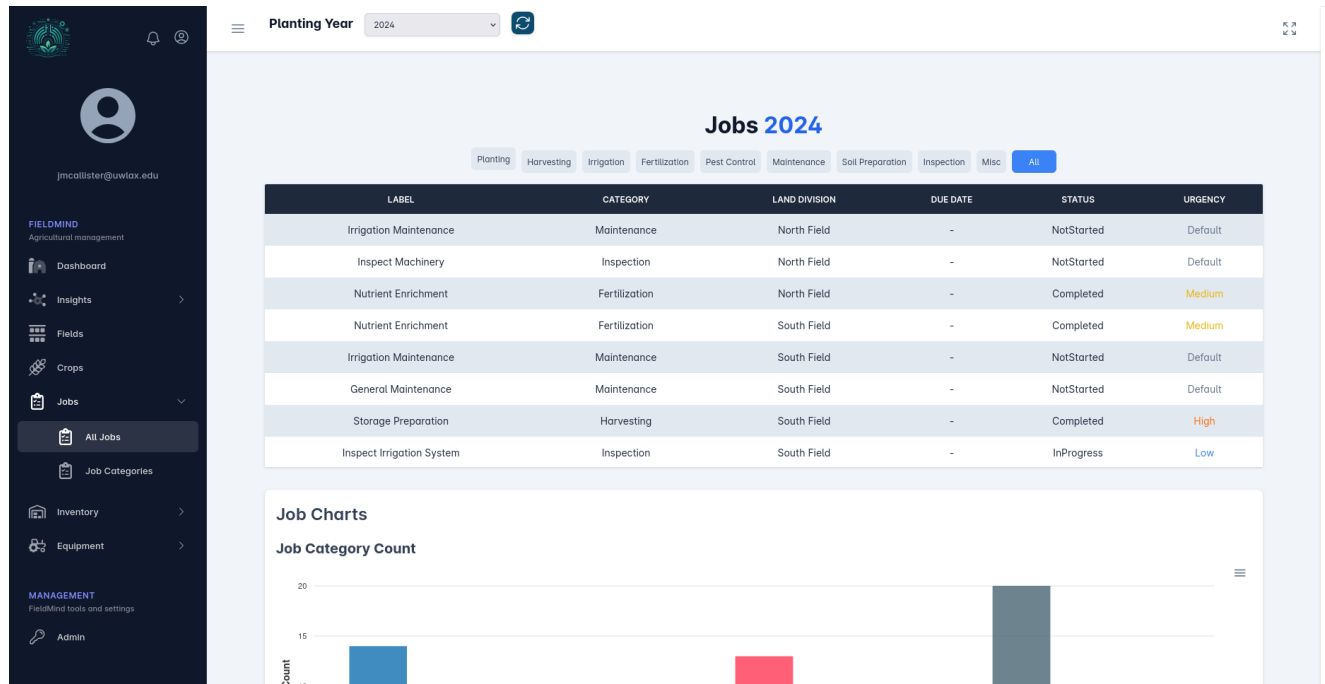 Planting Year 2024
jmcallister@uwlax.edu
FIELDMIND
Agricultural management
Dashboard
Insights
Fields
Crops
Jobs
All Jobs
Job Categories
Inventory
Equipment
MANAGEMENT
FieldMind tools and settings
Admin
Jobs 2024
Planting Harvesting Irrigation Fertilization Pest Control Maintenance Soil Preparation Inspection Misc All
LABEL CATEGORY LAND DIVISION DUE DATE STATUS URGENCY
Irrigation Maintenance Maintenance North Field - NotStarted Default
Inspect Machinery Inspection North Field - NotStarted Default
Nutrient Enrichment Fertilization North Field - Completed Medium
Nutrient Enrichment Fertilization South Field - Completed Medium
Irrigation Maintenance Maintenance South Field - NotStarted Default
General Maintenance Maintenance South Field - NotStarted Default
Storage Preparation Harvesting South Field - Completed High
Inspect Irrigation System Inspection South Field - InProgress Low
Job Charts
Job Category Count
20
15